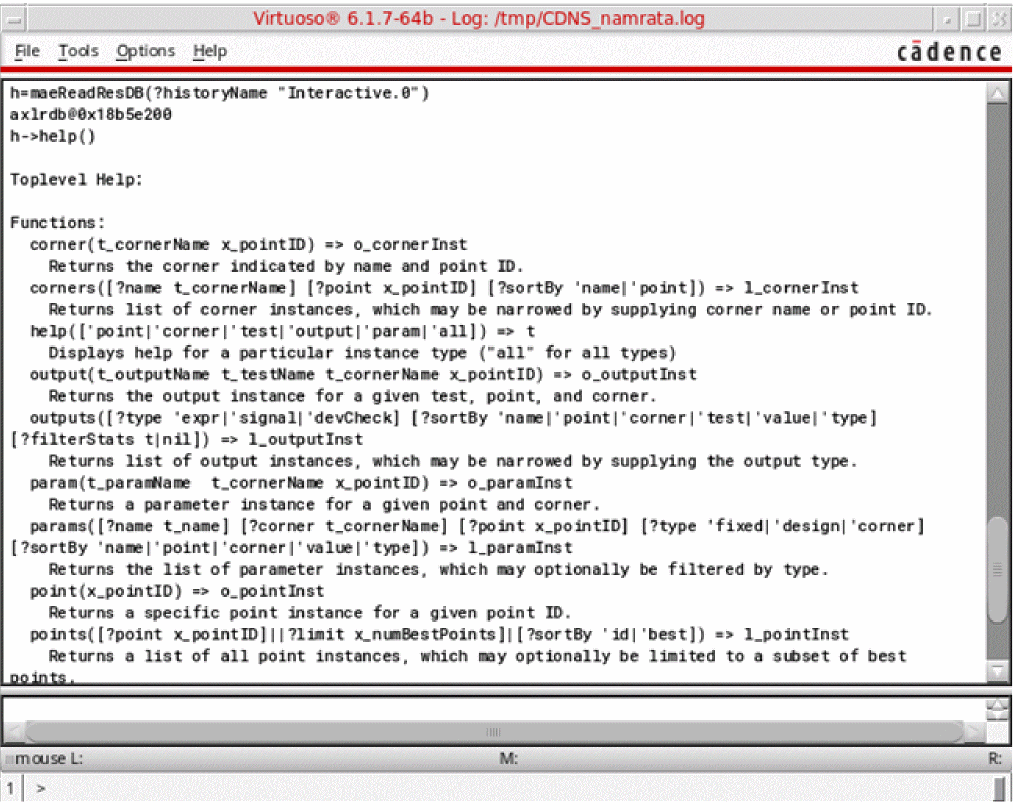 Virtuoso® 6.1.7-64b - Log: /tmp/CDNS_namrata.log
File Tools Options Help cādence
h=maeReadResDB(?historyName "Interactive.0")
axlrdb@0x18b5e200
h->help()
Toplevel Help:
Functions:
corner(t_cornerName x_pointID) => o_cornerInst
Returns the corner indicated by name and point ID.
corners([?name t_cornerName] [?point x_pointID] [?sortBy 'name|'point]) => l_cornerInst
Returns list of corner instances, which may be narrowed by supplying corner name or point ID.
help(['point|'corner|'test|'output|'param|'all]) => t
Displays help for a particular instance type ("all" for all types)
output(t_outputName t_testName t_cornerName x_pointID) => o_outputInst
Returns the output instance for a given test, point, and corner.
outputs([?type 'expr|'signal|'devCheck] [?sortBy 'name|'point|'corner|'test|'value|'type]
[?filterStats t|nil]) => l_outputInst
Returns list of output instances, which may be narrowed by supplying the output type.
param(t_paramName  t_cornerName x_pointID) => o_paramInst
Returns a parameter instance for a given point and corner.
params([?name t_name] [?corner t_cornerName] [?point x_pointID] [?type 'fixed|'design|'corner]
[?sortBy 'name|'point|'corner|'value|'type]) => l_paramInst
Returns the list of parameter instances, which may optionally be filtered by type.
point(x_pointID) => o_pointInst
Returns a specific point instance for a given point ID.
points([?point x_pointID]||?limit x_numBestPoints]|[?sortBy 'id|'best]) => l_pointInst
Returns a list of all point instances, which may optionally be limited to a subset of best
points.
mouse L: M: R:
1 >